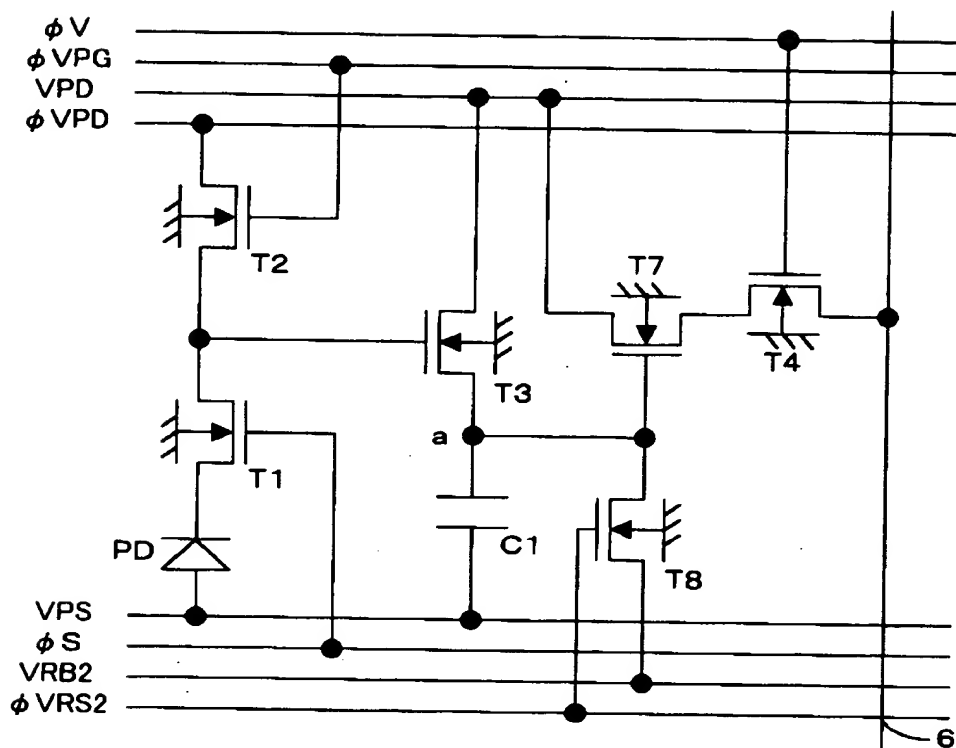 φV
φVPG
VPD
φVPD
T2
T7
T4
T3
a
T1
C1
PD
T8
VPS
φS
VRB2
φVRS2
6